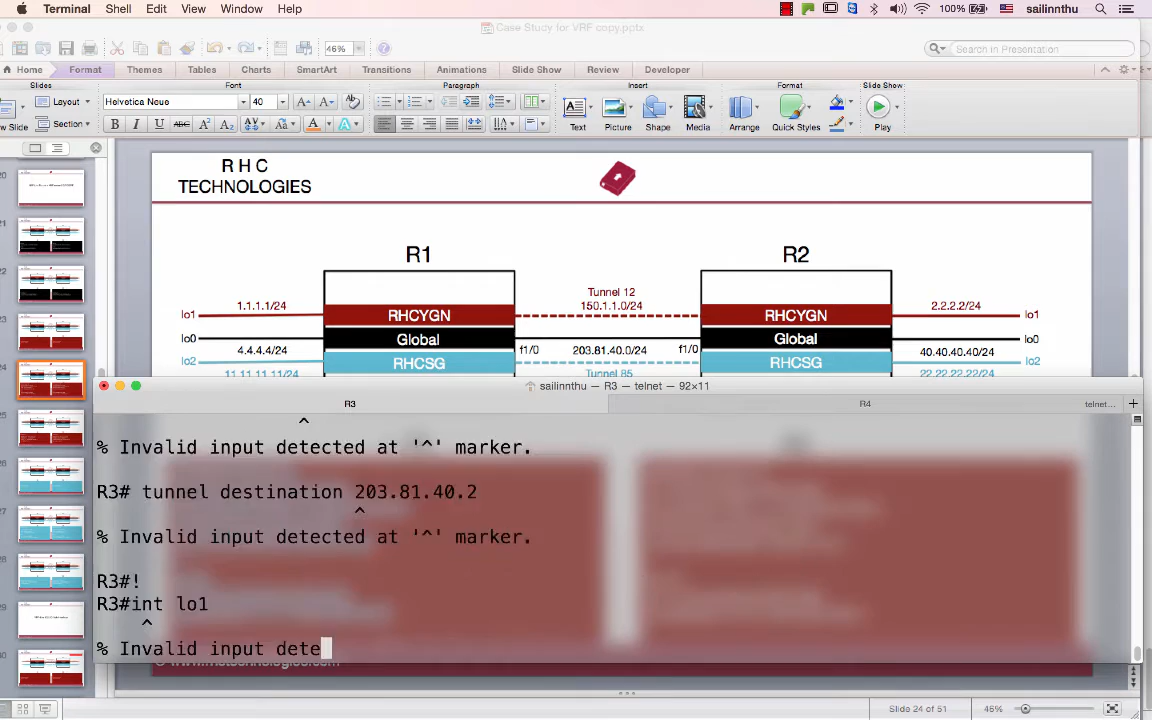 Terminal Shell Edit View Window Help 100% sailinnthu
Case Study for VRF copy.pptx
46% Search in Presentation
Home Format Themes Tables Charts SmartArt Transitions Animations Slide Show Review Developer
Slides Font Paragraph Insert Format Slide Show
Layout Helvetica Neue 40
Section B I U ABC Text Picture Shape Media Arrange Quick Styles Play
R H C
TECHNOLOGIES
R1 R2
Tunnel 12
lo1 1.1.1.1/24 150.1.1.0/24 2.2.2.2/24 lo1
RHCYGN RHCYGN
lo0 Global Global lo0
4.4.4.4/24 f1/0 203.81.40.0/24 f1/0 40.40.40.40/24
lo2 RHCSG RHCSG lo2
11.11.11.11/24 Tunnel 85 22.22.22.22/24
sailinnthu — R3 — telnet — 92×11
R3 R4 telnet...
^
% Invalid input detected at '^' marker.
R3# tunnel destination 203.81.40.2
^
% Invalid input detected at '^' marker.
R3#!
R3#int lo1
^
% Invalid input dete
Slide 24 of 51 46%